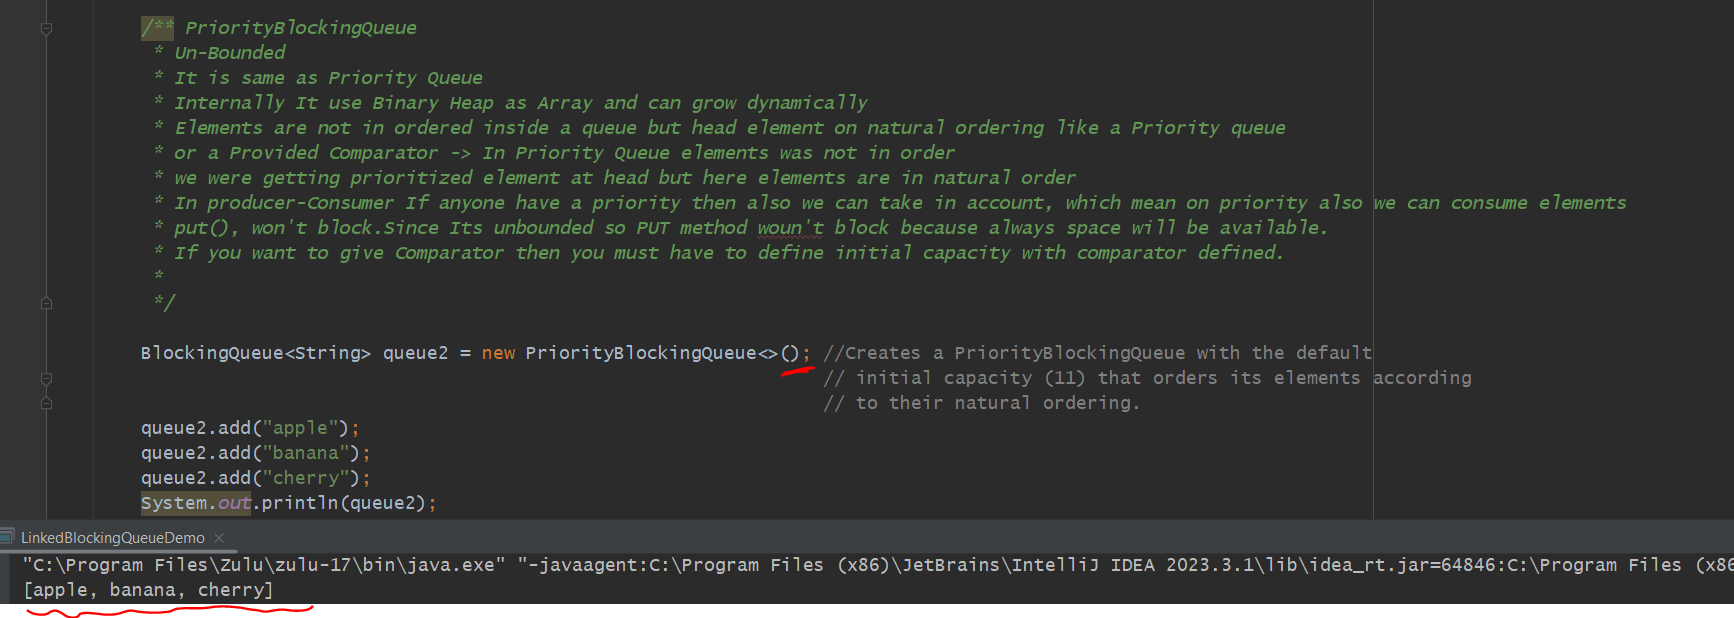 /** PriorityBlockingQueue
* Un-Bounded
* It is same as Priority Queue
* Internally It use Binary Heap as Array and can grow dynamically
* Elements are not in ordered inside a queue but head element on natural ordering like a Priority queue
* or a Provided Comparator -> In Priority Queue elements was not in order
* we were getting prioritized element at head but here elements are in natural order
* In producer-Consumer If anyone have a priority then also we can take in account, which mean on priority also we can consume elements
* put(), won't block.Since Its unbounded so PUT method woun't block because always space will be available.
* If you want to give Comparator then you must have to define initial capacity with comparator defined.
*
*/
BlockingQueue<String> queue2 = new PriorityBlockingQueue<>(); //Creates a PriorityBlockingQueue with the default
// initial capacity (11) that orders its elements according
// to their natural ordering.
queue2.add("apple");
queue2.add("banana");
queue2.add("cherry");
System.out.println(queue2);
LinkedBlockingQueueDemo ×
"C:\Program Files\Zulu\zulu-17\bin\java.exe" "-javaagent:C:\Program Files (x86)\JetBrains\IntelliJ IDEA 2023.3.1\lib\idea_rt.jar=64846:C:\Program Files (x86
[apple, banana, cherry]